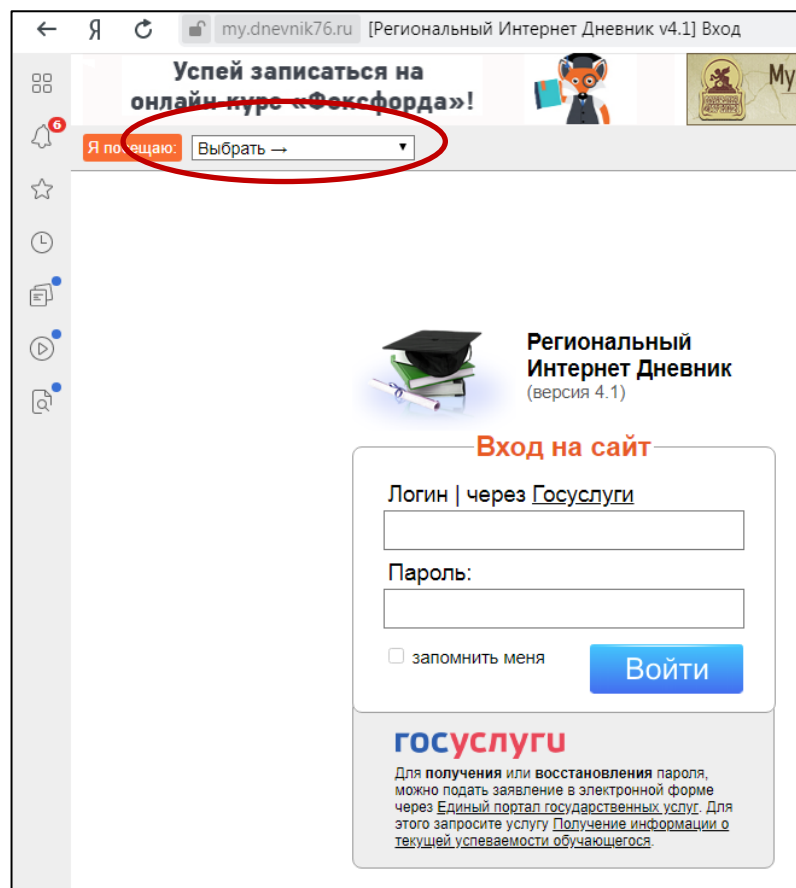 my.dnevnik76.ru [Региональный Интернет Дневник v4.1] Вход
Успей записаться на
онлайн-курс «Фоксфорда»!
Му
6
Я посещаю: Выбрать →
Региональный
Интернет Дневник
(версия 4.1)
Вход на сайт
Логин | через Госуслуги
Пароль:
запомнить меня
Войти
госуслуги
Для получения или восстановления пароля,
можно подать заявление в электронной форме
через Единый портал государственных услуг. Для
этого запросите услугу Получение информации о
текущей успеваемости обучающегося.